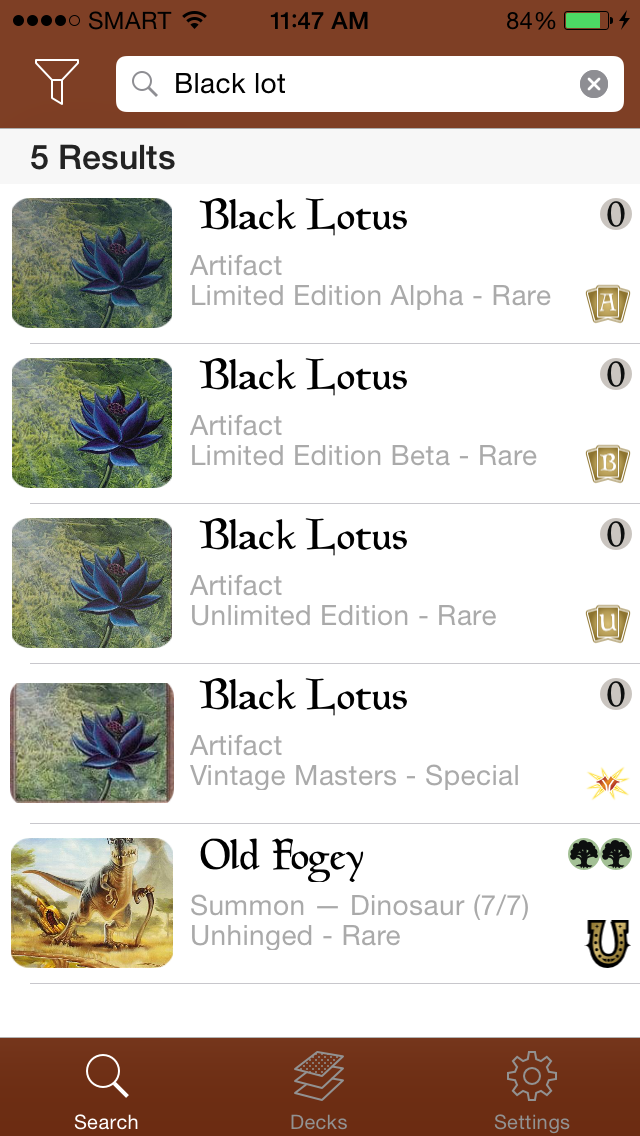 SMART 11:47 AM 84%
Black lot
5 Results
Black Lotus 0
Artifact
Limited Edition Alpha - Rare A
Black Lotus 0
Artifact
Limited Edition Beta - Rare B
Black Lotus 0
Artifact
Unlimited Edition - Rare U
Black Lotus 0
Artifact
Vintage Masters - Special
Old Fogey
Summon — Dinosaur (7/7)
Unhinged - Rare
Search Decks Settings